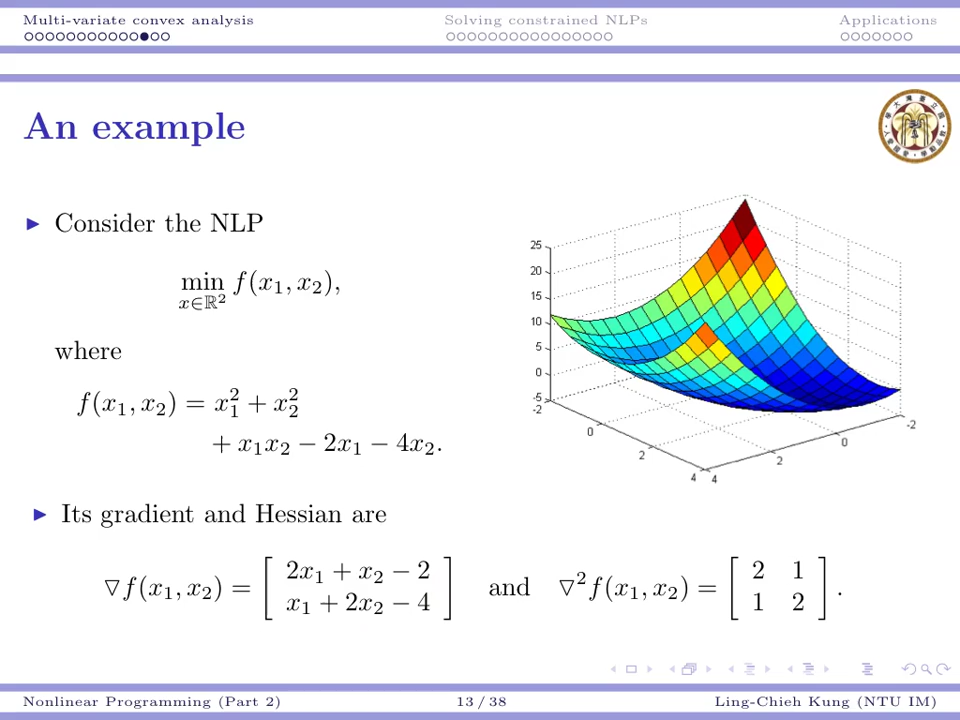 Multi-variate convex analysis Solving constrained NLPs Applications
An example
Consider the NLP
min f(x₁, x₂),
x∈ℝ²
where
f(x₁, x₂) = x₁² + x₂²
+ x₁x₂ − 2x₁ − 4x₂.
25
20
15
10
5
0
-5
-2
0
2
4
4
2
0
-2
Its gradient and Hessian are
▽f(x₁, x₂) = [ 2x₁ + x₂ − 2 ; x₁ + 2x₂ − 4 ] and ▽²f(x₁, x₂) = [ 2 1 ; 1 2 ].
Nonlinear Programming (Part 2) 13 / 38 Ling-Chieh Kung (NTU IM)